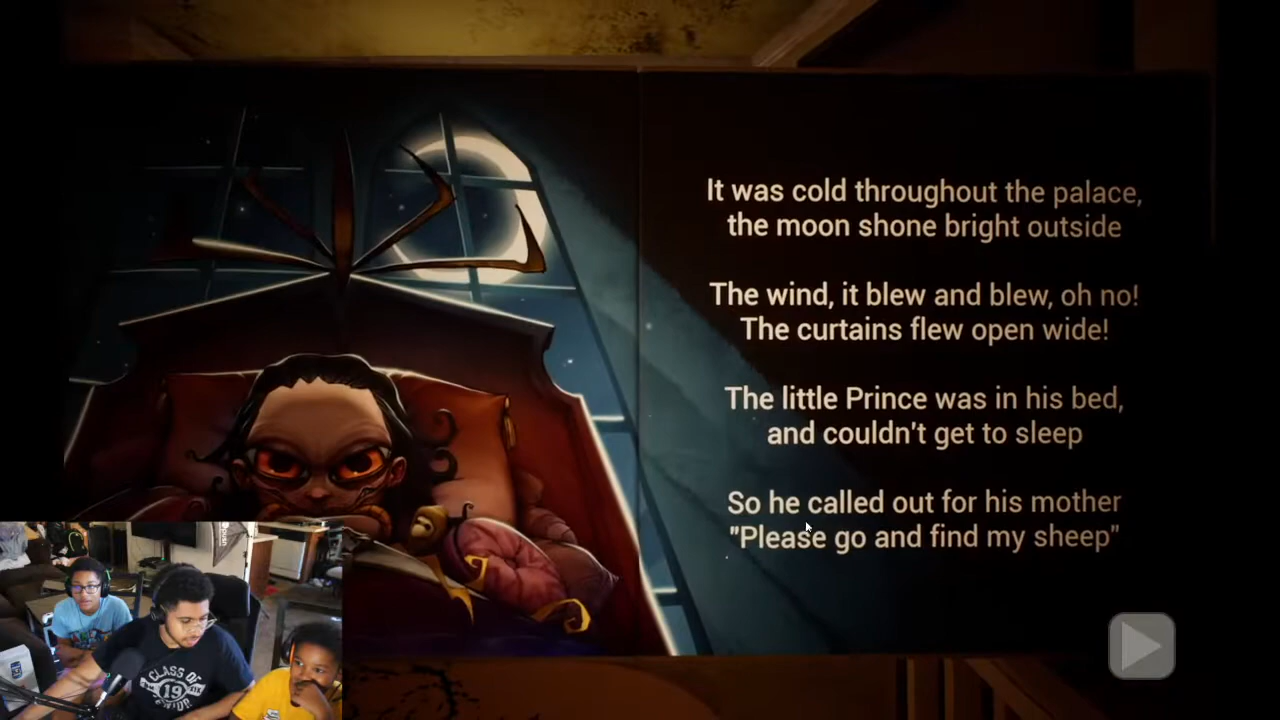 It was cold throughout the palace,
the moon shone bright outside
The wind, it blew and blew, oh no!
The curtains flew open wide!
The little Prince was in his bed,
and couldn't get to sleep
So he called out for his mother
"Please go and find my sheep"
CLASS OF
19